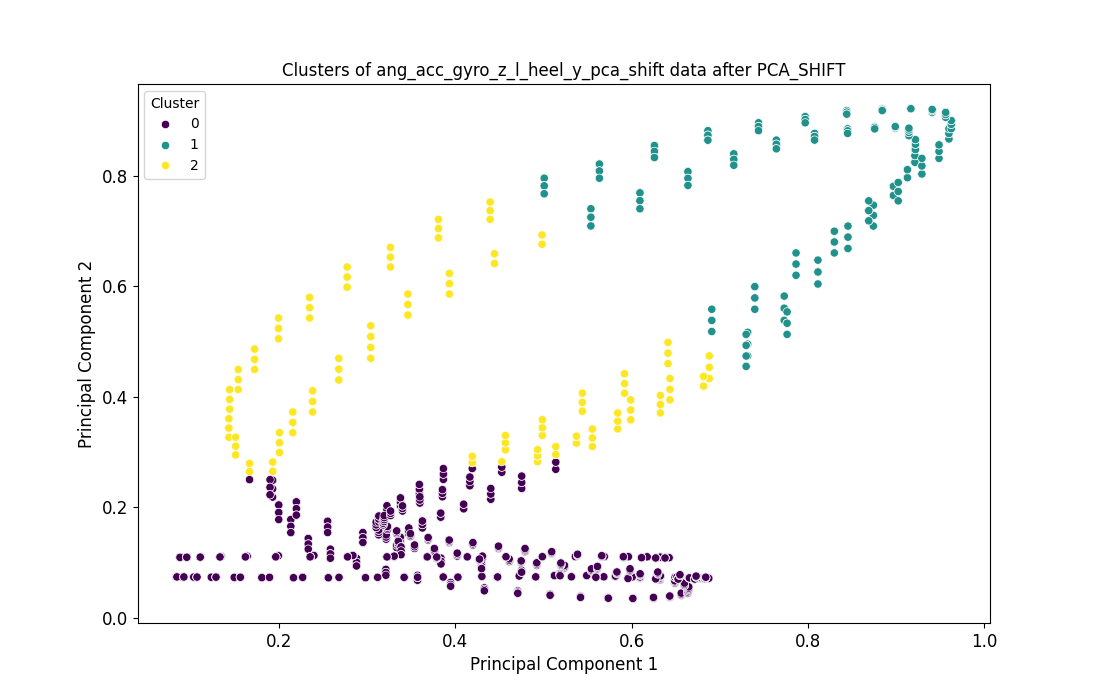 Clusters of ang_acc_gyro_z_l_heel_y_pca_shift data after PCA_SHIFT
Cluster
0
1
2
Principal Component 2
0.8
0.6
0.4
0.2
0.0
0.2 0.4 0.6 0.8 1.0
Principal Component 1